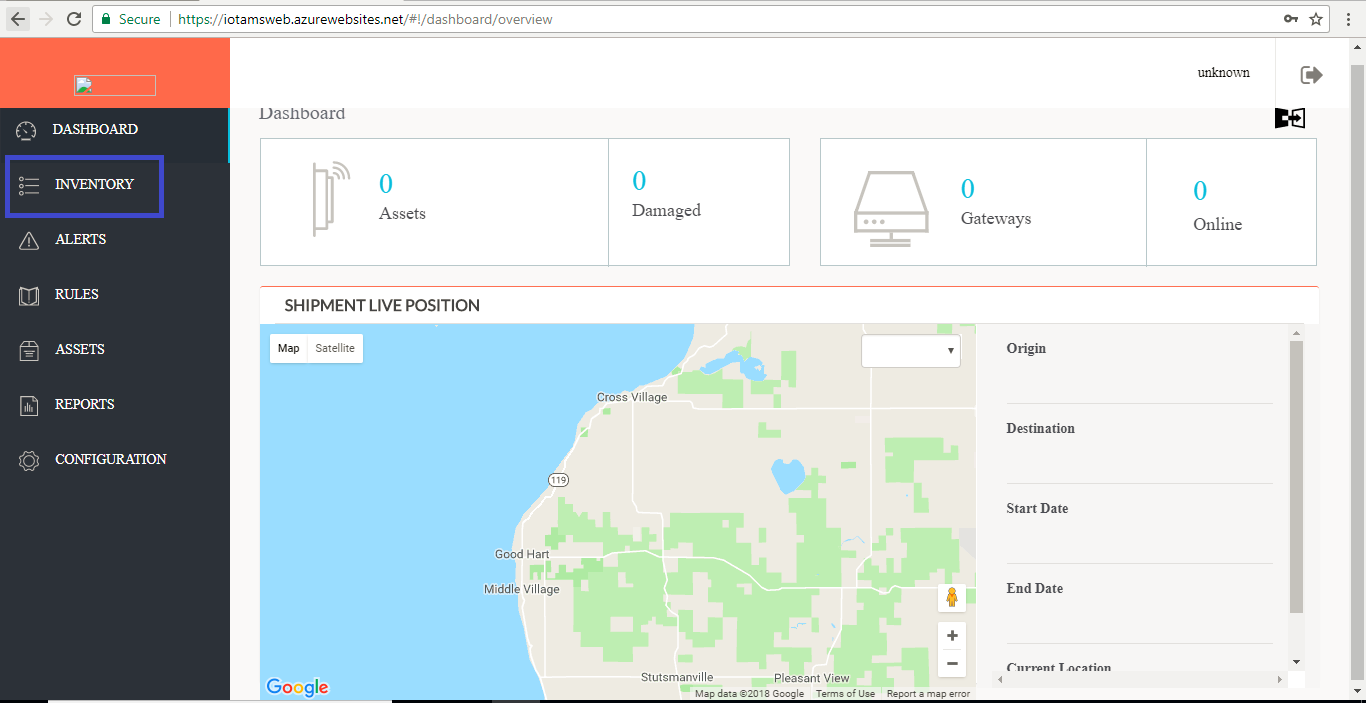 Secure https://iotamsweb.azurewebsites.net/#!/dashboard/overview
unknown
DASHBOARD
INVENTORY
ALERTS
RULES
ASSETS
REPORTS
CONFIGURATION
Dashboard
0
Assets
0
Damaged
0
Gateways
0
Online
SHIPMENT LIVE POSITION
Map Satellite
Cross Village
119
Good Hart
Middle Village
Stutsmanville
Pleasant View
Google
Map data ©2018 Google Terms of Use Report a map error
Origin
Destination
Start Date
End Date
Current Location